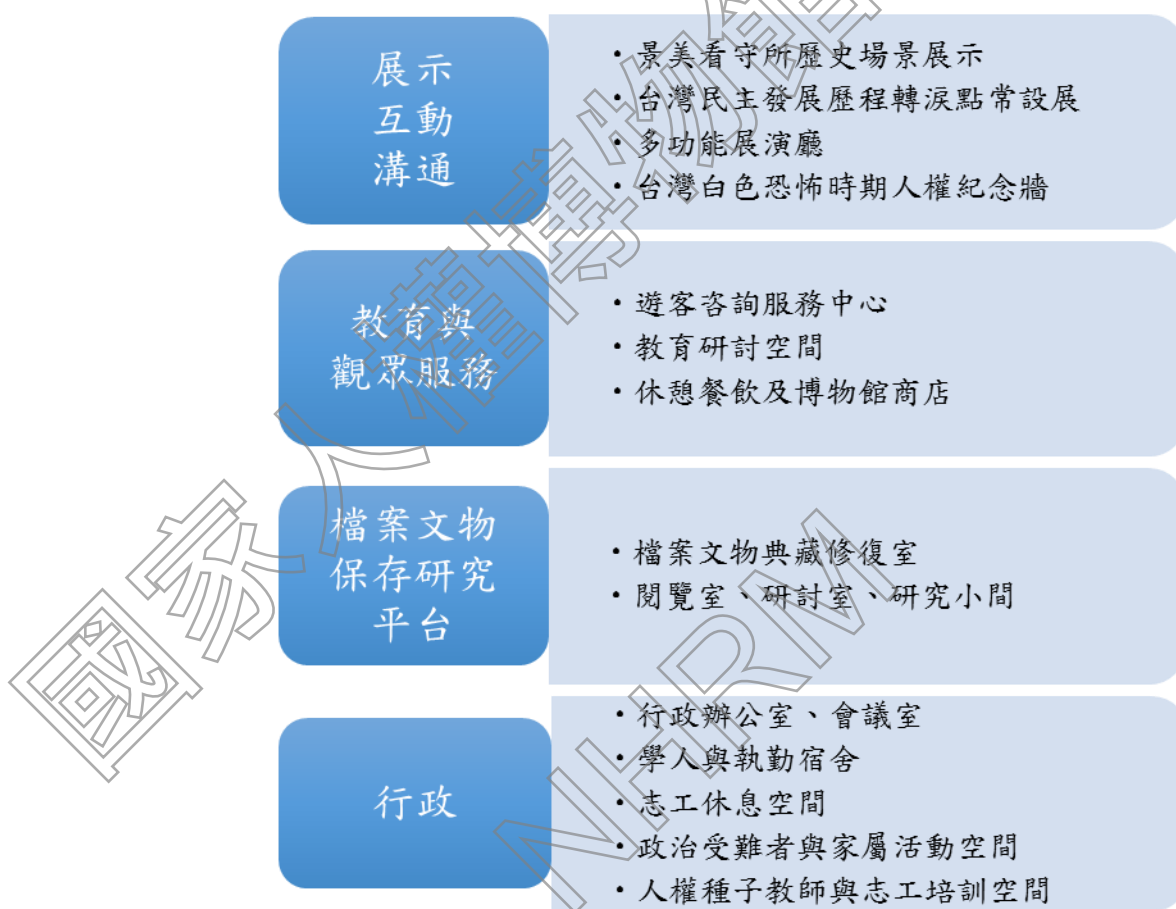 展示
互動
溝通
・景美看守所歷史場景展示
・台灣民主發展歷程轉淚點常設展
・多功能展演廳
・台灣白色恐怖時期人權紀念牆
教育與
觀眾服務
・遊客咨詢服務中心
・教育研討空間
・休憩餐飲及博物館商店
檔案文物
保存研究
平台
・檔案文物典藏修復室
・閱覽室、研討室、研究小間
行政
・行政辦公室、會議室
・學人與執勤宿舍
・志工休息空間
・政治受難者與家屬活動空間
・人權種子教師與志工培訓空間
國家人權博物館
NHRM